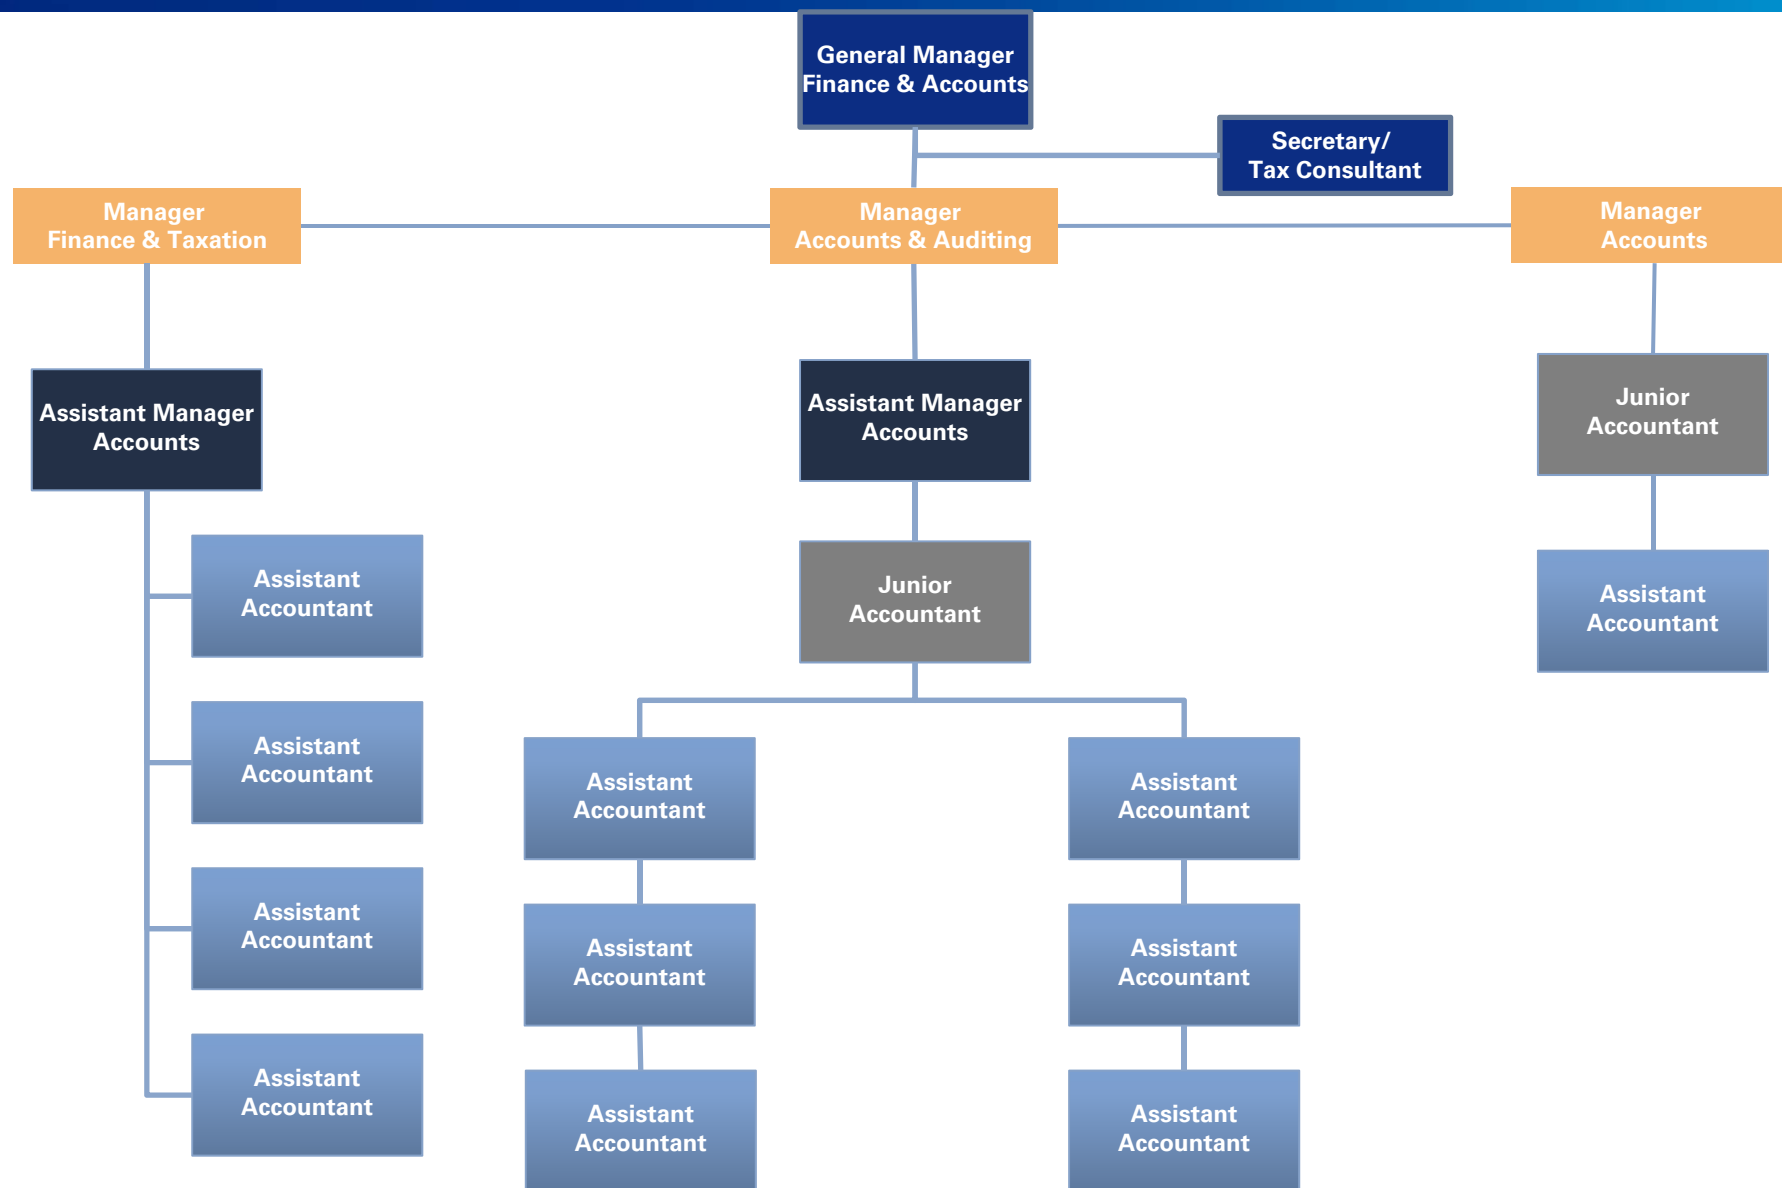 General Manager
Finance & Accounts
Secretary/
Tax Consultant
Manager
Finance & Taxation
Manager
Accounts & Auditing
Manager
Accounts
Assistant Manager
Accounts
Assistant Manager
Accounts
Junior
Accountant
Assistant
Accountant
Junior
Accountant
Assistant
Accountant
Assistant
Accountant
Assistant
Accountant
Assistant
Accountant
Assistant
Accountant
Assistant
Accountant
Assistant
Accountant
Assistant
Accountant
Assistant
Accountant
Assistant
Accountant
Assistant
Accountant